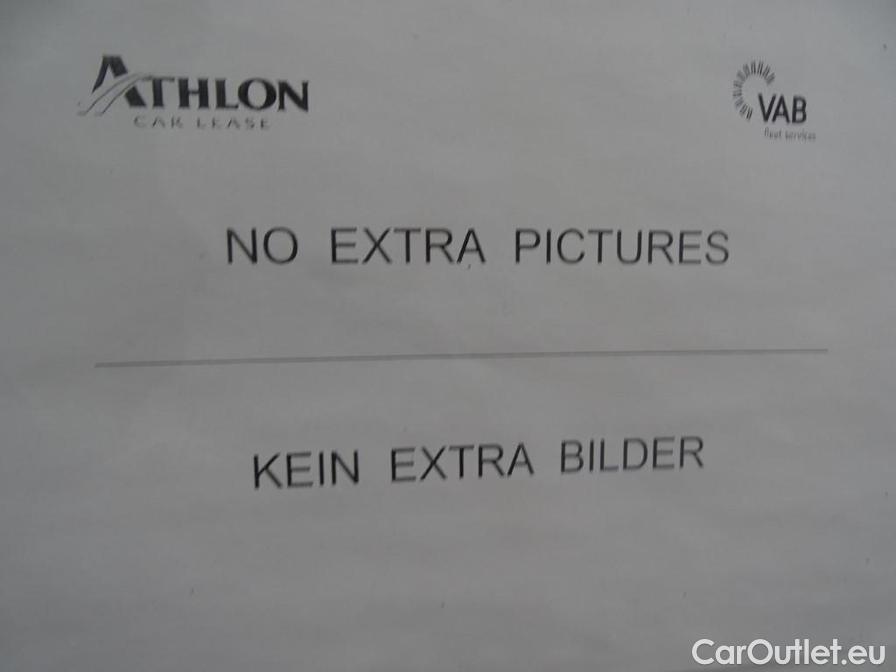 ATHLON
CAR LEASE
VAB
fleet services
NO EXTRA PICTURES
KEIN EXTRA BILDER
CarOutlet.eu